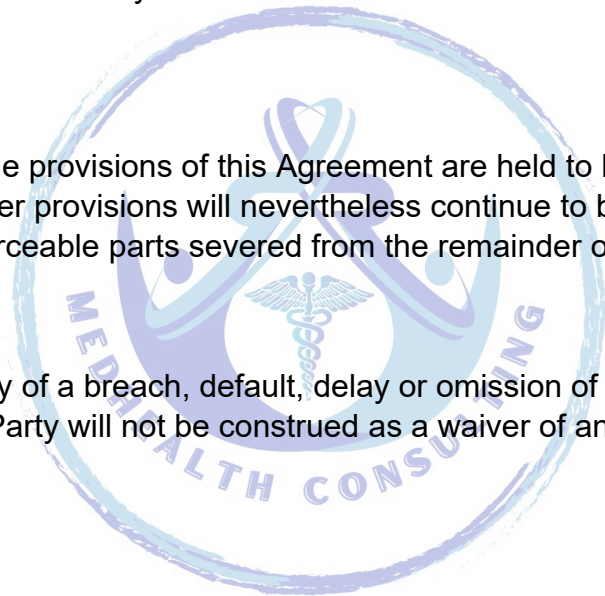 e provisions of this Agreement are held to
er provisions will nevertheless continue to b
rceable parts severed from the remainder o
y of a breach, default, delay or omission of
Party will not be construed as a waiver of an
MEDHEALTH CONSULTING